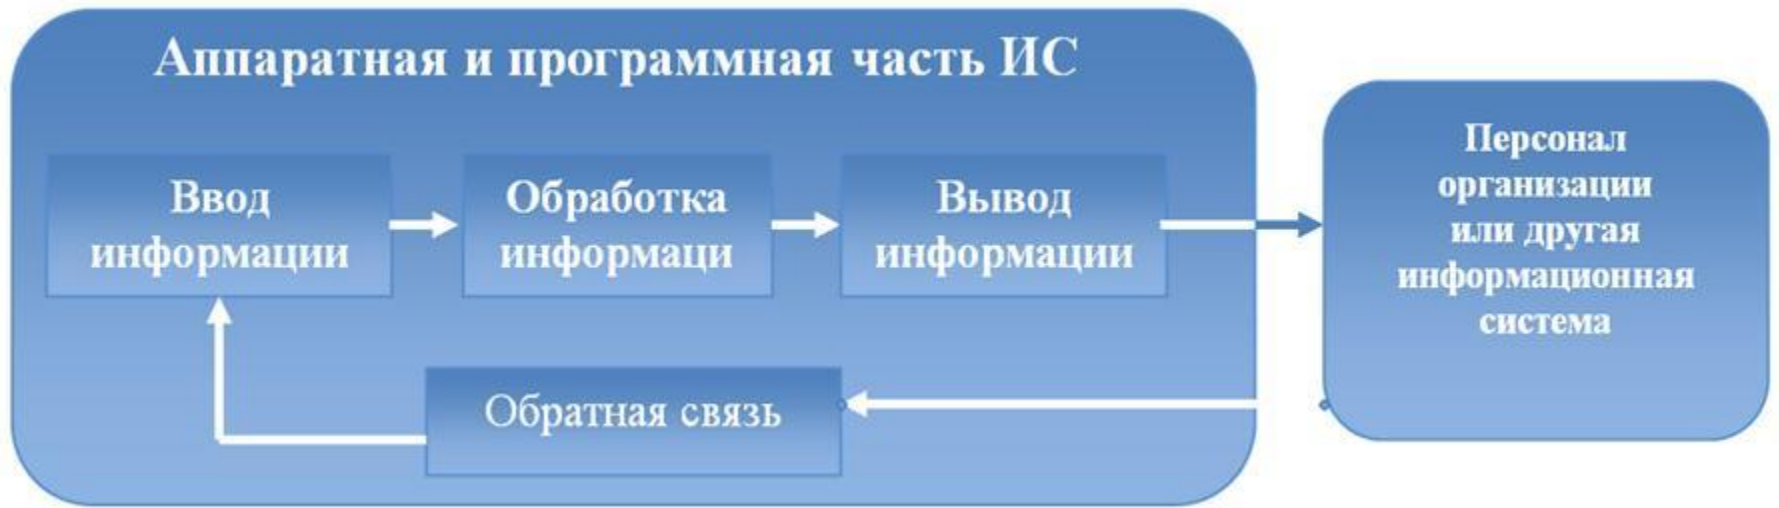 Аппаратная и программная часть ИС
Ввод
информации
Обработка
информаци
Вывод
информации
Обратная связь
Персонал
организации
или другая
информационная
система